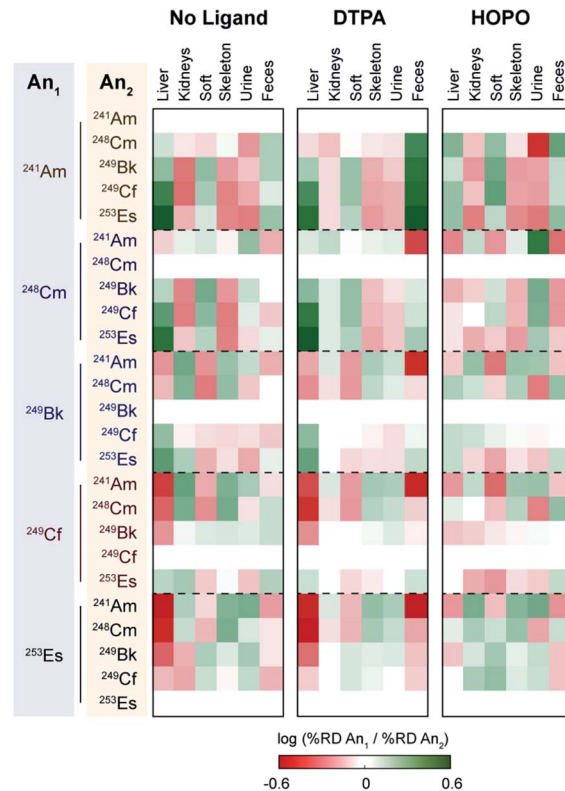 No Ligand DTPA HOPO
An₁ An₂ Liver Kidneys Soft Skeleton Urine Feces Liver Kidneys Soft Skeleton Urine Feces Liver Kidneys Soft Skeleton Urine Feces
²⁴¹Am
²⁴⁸Cm
²⁴¹Am ²⁴⁹Bk
²⁴⁹Cf
²⁵³Es
²⁴¹Am
²⁴⁸Cm
²⁴⁸Cm ²⁴⁹Bk
²⁴⁹Cf
²⁵³Es
²⁴¹Am
²⁴⁸Cm
²⁴⁹Bk ²⁴⁹Bk
²⁴⁹Cf
²⁵³Es
²⁴¹Am
²⁴⁸Cm
²⁴⁹Cf ²⁴⁹Bk
²⁴⁹Cf
²⁵³Es
²⁴¹Am
²⁴⁸Cm
²⁵³Es ²⁴⁹Bk
²⁴⁹Cf
²⁵³Es
log (%RD An₁ / %RD An₂)
-0.6 0 0.6